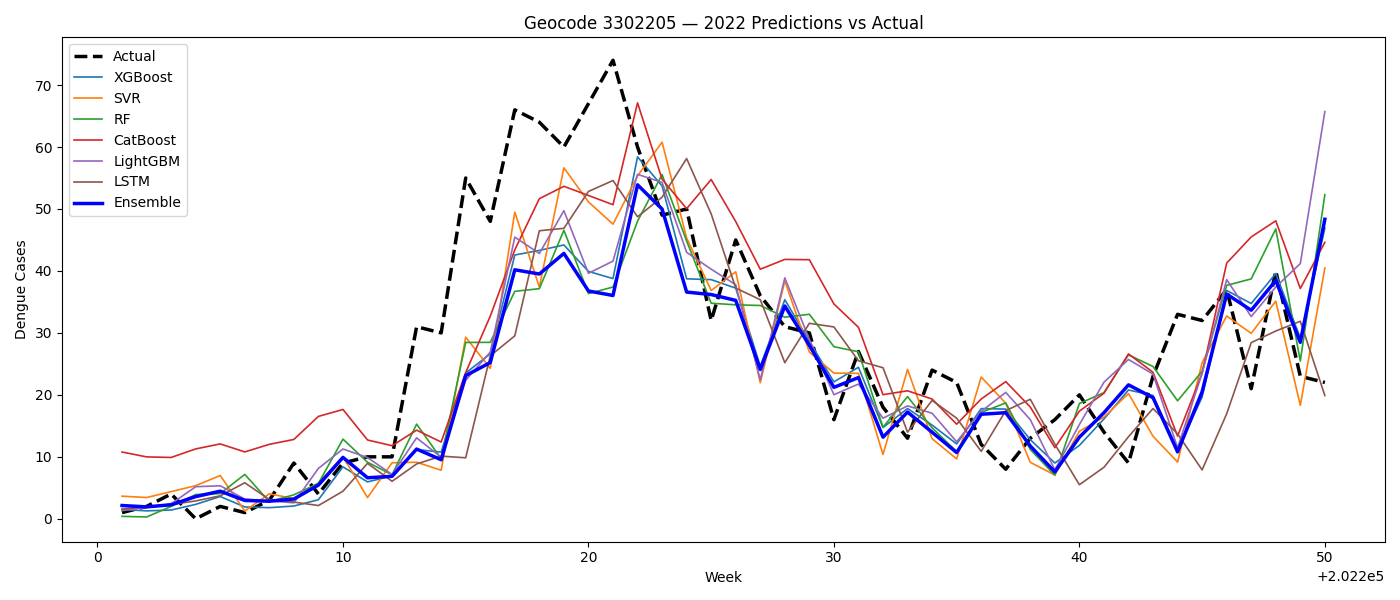 Geocode 3302205 — 2022 Predictions vs Actual
Actual
XGBoost
SVR
RF
CatBoost
LightGBM
LSTM
Ensemble
Dengue Cases
70
60
50
40
30
20
10
0
0 10 20 30 40 50
Week
+2.022e5